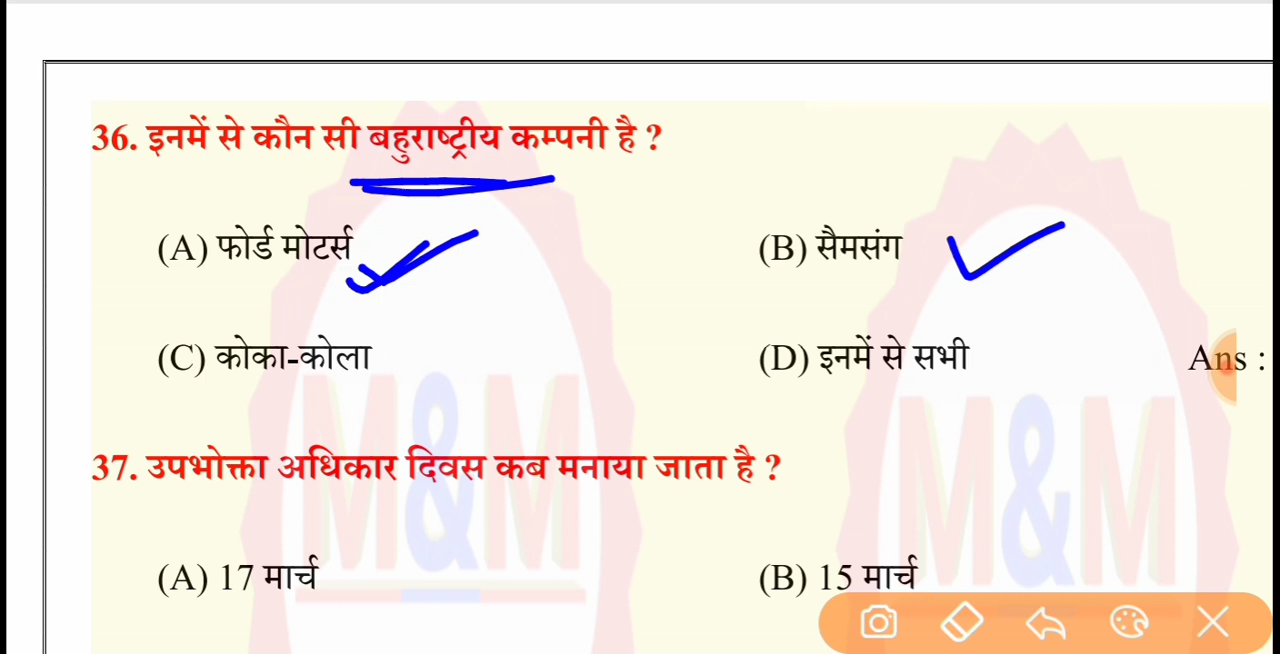 36. इनमें से कौन सी बहुराष्ट्रीय कम्पनी है ?
(A) फोर्ड मोटर्स (B) सैमसंग
(C) कोका-कोला (D) इनमें से सभी Ans :
37. उपभोक्ता अधिकार दिवस कब मनाया जाता है ?
(A) 17 मार्च (B) 15 मार्च
M&M M&M